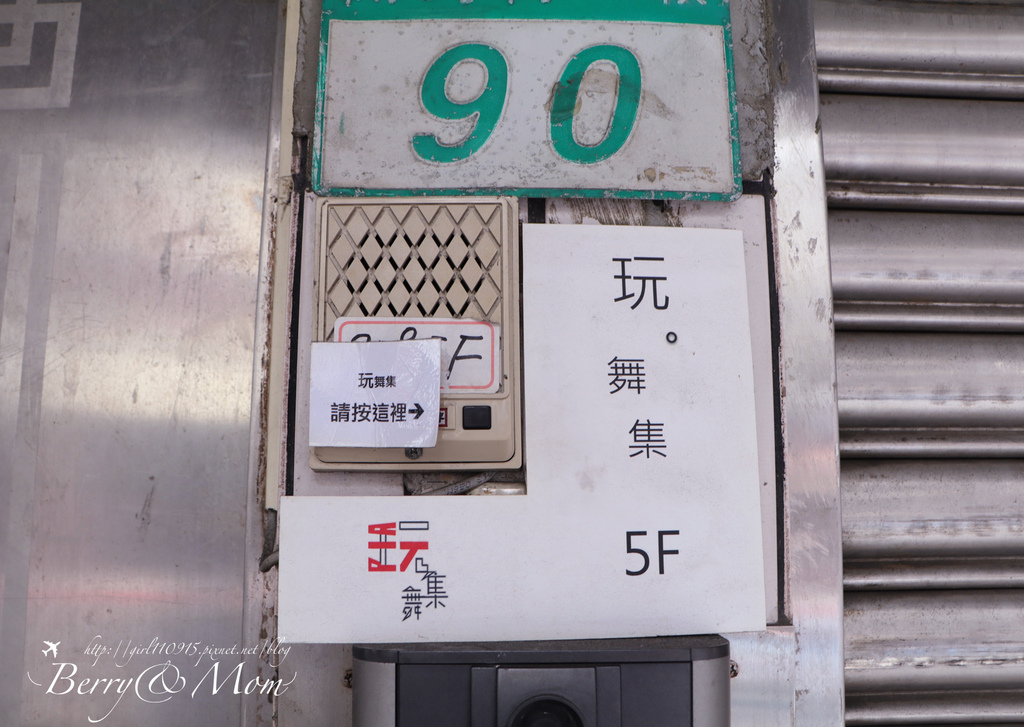 90
F
玩舞集
請按這裡→
玩。
舞
集
5F
玩
舞集
http://girl110915.pixnet.net/blog
Berry & Mom